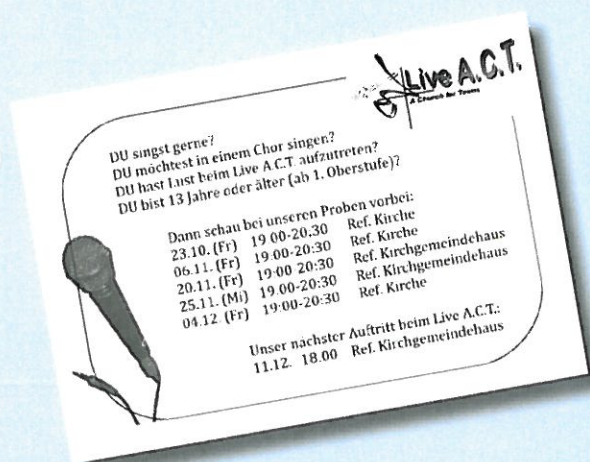 Live A.C.T.
A Church for Teens
DU singst gerne?
DU möchtest in einem Chor singen?
DU hast Lust beim Live A.C.T. aufzutreten?
DU bist 13 Jahre oder älter (ab 1. Oberstufe)?
Dann schau bei unseren Proben vorbei:
23.10. (Fr) 19.00-20:30 Ref. Kirche
06.11. (Fr) 19:00-20:30 Ref. Kirche
20.11. (Fr) 19:00-20:30 Ref. Kirchgemeindehaus
25.11. (Mi) 19.00-20:30 Ref. Kirchgemeindehaus
04.12. (Fr) 19:00-20:30 Ref. Kirche
Unser nächster Auftritt beim Live A.C.T.:
11.12. 18.00 Ref. Kirchgemeindehaus